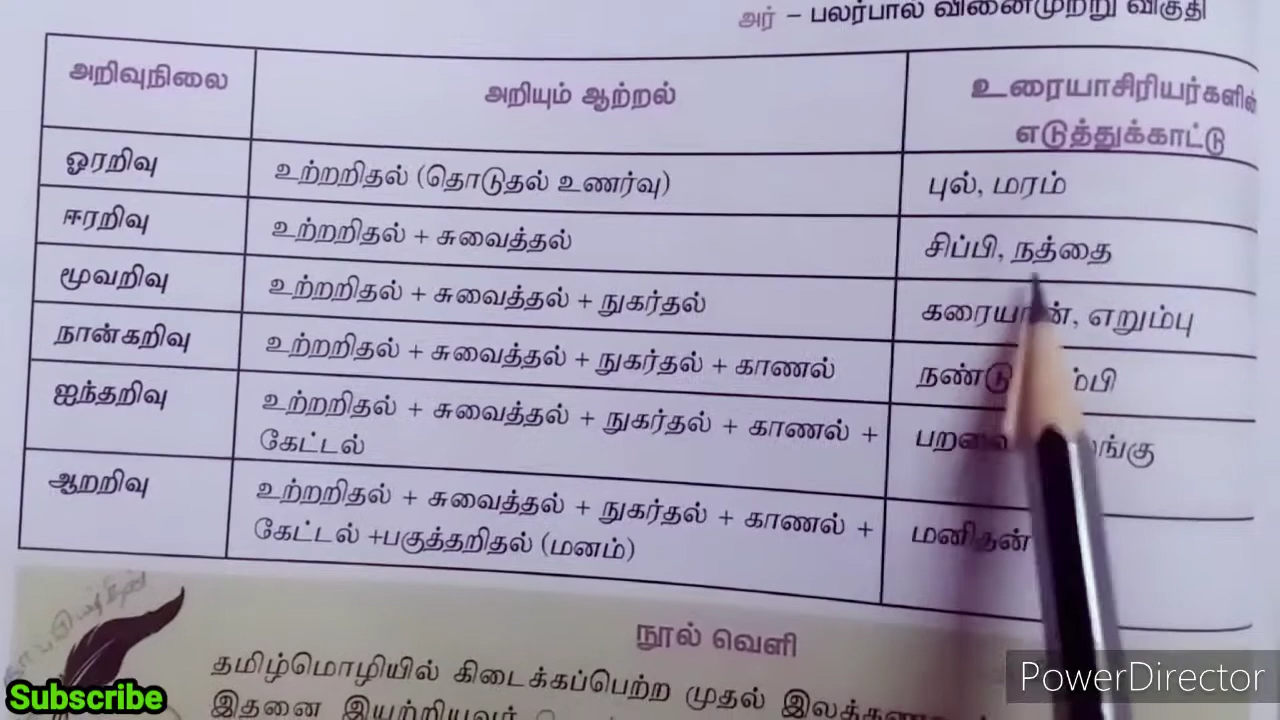 அர் – பலர்பால் வினைமுற்று விகுதி
அறிவுநிலை அறியும் ஆற்றல் உரையாசிரியர்களின் எடுத்துக்காட்டு
ஓரறிவு உற்றறிதல் (தொடுதல் உணர்வு) புல், மரம்
ஈரறிவு உற்றறிதல் + சுவைத்தல் சிப்பி, நத்தை
மூவறிவு உற்றறிதல் + சுவைத்தல் + நுகர்தல் எறும்பு
நான்கறிவு உற்றறிதல் + சுவைத்தல் + நுகர்தல் + காணல்
ஐந்தறிவு உற்றறிதல் + சுவைத்தல் + நுகர்தல் + காணல் +
கேட்டல்
ஆறறிவு உற்றறிதல் + சுவைத்தல் + நுகர்தல் + காணல் + மனிதன்
கேட்டல் +பகுத்தறிதல் (மனம்)
நூல் வெளி
தமிழ்மொழியில் கிடைக்கப்பெற்ற முதல்
இதனை இயற்றியவர்
PowerDirector
Subscribe